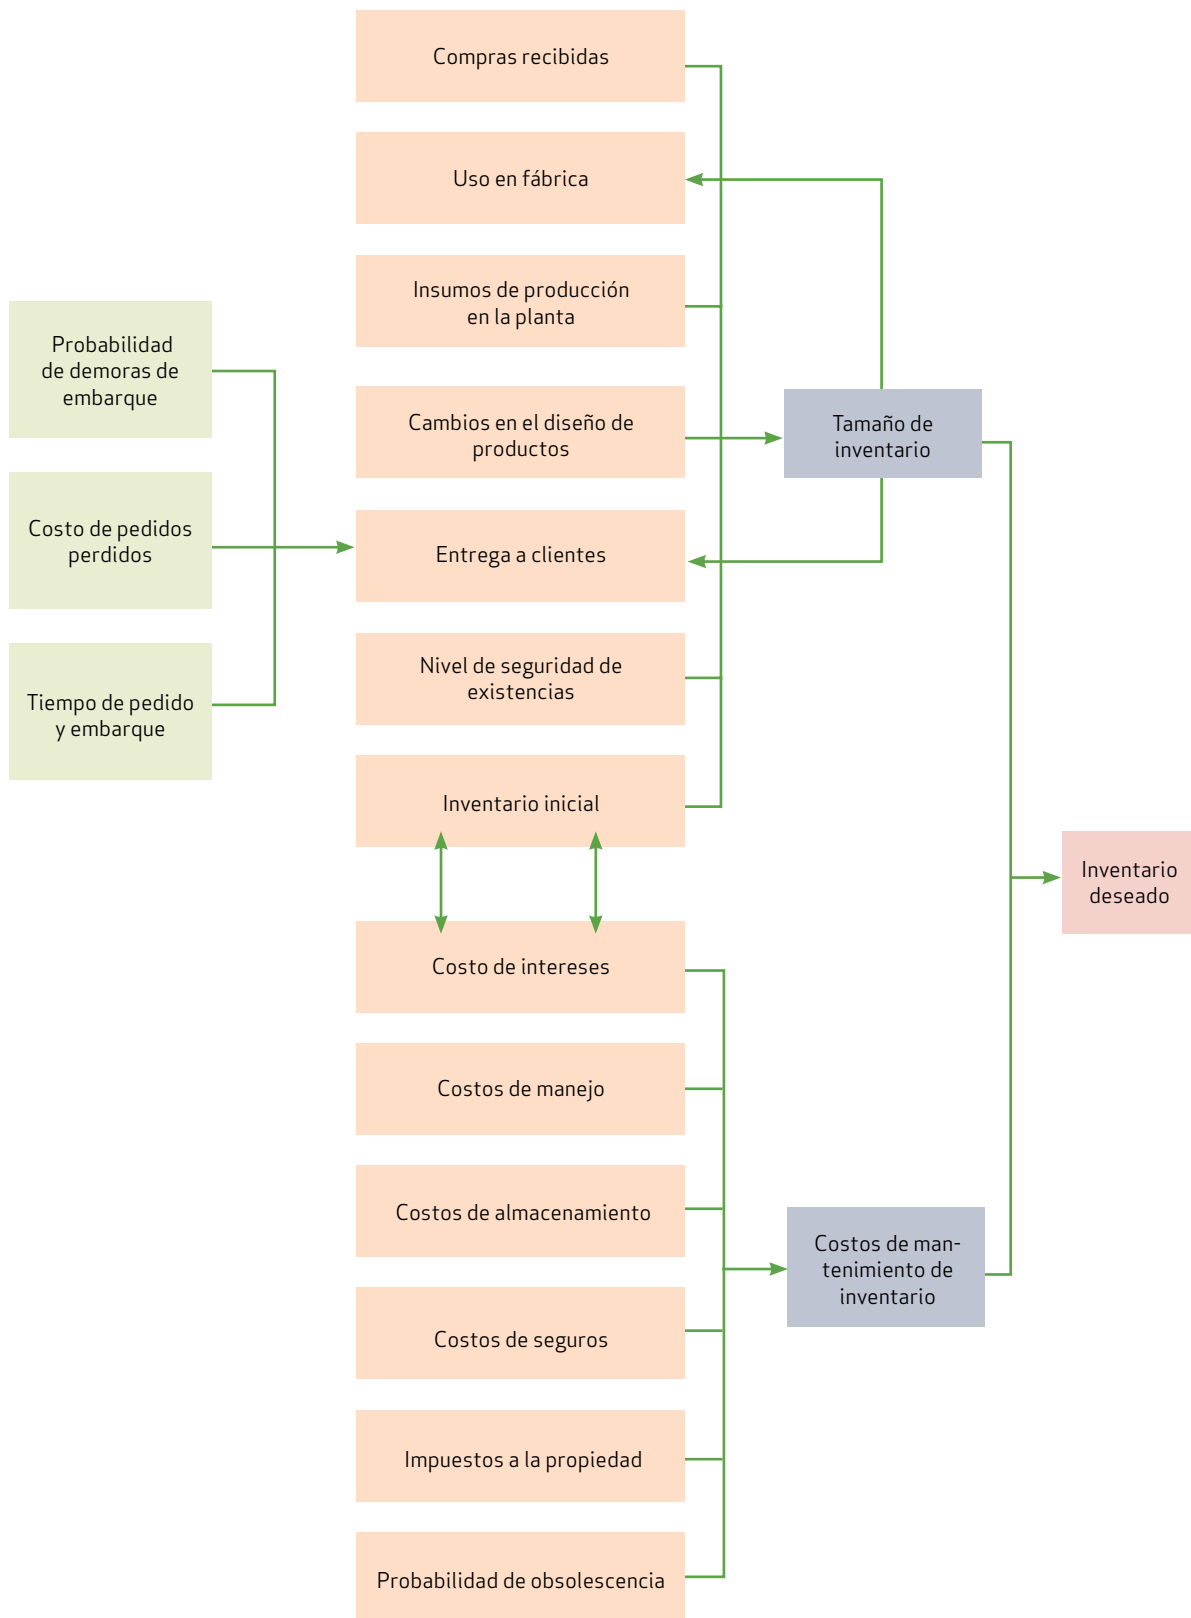 Compras recibidas
Uso en fábrica
Insumos de producción
en la planta
Probabilidad
de demoras de
embarque
Cambios en el diseño de
productos
Tamaño de
inventario
Costo de pedidos
perdidos
Entrega a clientes
Nivel de seguridad de
existencias
Tiempo de pedido
y embarque
Inventario inicial
Inventario
deseado
Costo de intereses
Costos de manejo
Costos de almacenamiento
Costos de man-
tenimiento de
inventario
Costos de seguros
Impuestos a la propiedad
Probabilidad de obsolescencia